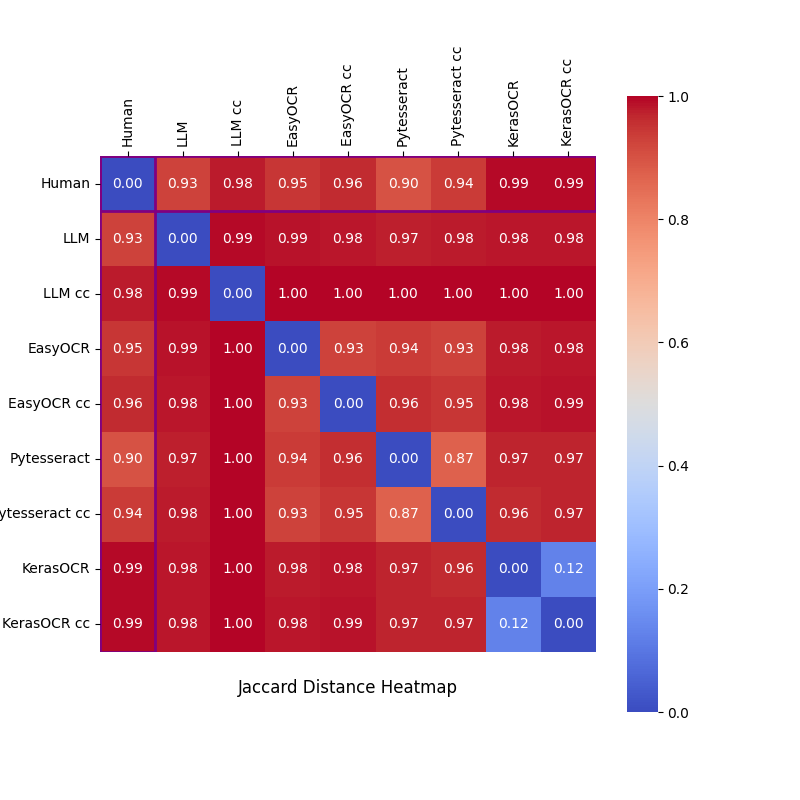 Human LLM LLM cc EasyOCR EasyOCR cc Pytesseract Pytesseract cc KerasOCR KerasOCR cc
Human 0.00 0.93 0.98 0.95 0.96 0.90 0.94 0.99 0.99
LLM 0.93 0.00 0.99 0.99 0.98 0.97 0.98 0.98 0.98
LLM cc 0.98 0.99 0.00 1.00 1.00 1.00 1.00 1.00 1.00
EasyOCR 0.95 0.99 1.00 0.00 0.93 0.94 0.93 0.98 0.98
EasyOCR cc 0.96 0.98 1.00 0.93 0.00 0.96 0.95 0.98 0.99
Pytesseract 0.90 0.97 1.00 0.94 0.96 0.00 0.87 0.97 0.97
ytesseract cc 0.94 0.98 1.00 0.93 0.95 0.87 0.00 0.96 0.97
KerasOCR 0.99 0.98 1.00 0.98 0.98 0.97 0.96 0.00 0.12
KerasOCR cc 0.99 0.98 1.00 0.98 0.99 0.97 0.97 0.12 0.00
Jaccard Distance Heatmap
1.0
0.8
0.6
0.4
0.2
0.0